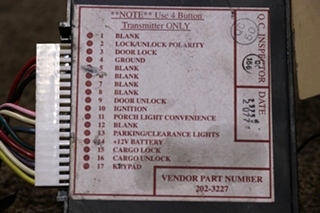 **NOTE** Use 4 Button
Transmitter ONLY
1 BLANK
2 LOCK/UNLOCK POLARITY
3 DOOR LOCK
4 GROUND
5 BLANK
6 BLANK
7 BLANK
8 BLANK
9 DOOR UNLOCK
10 IGNITION
11 PORCH LIGHT CONVENIENCE
12 BLANK
13 PARKING/CLEARANCE LIGHTS
14 +12V BATTERY
15 CARGO LOCK
16 CARGO UNLOCK
17 KEYPAD
Q.C. INSPECTOR
DATE
VENDOR PART NUMBER
202-3227